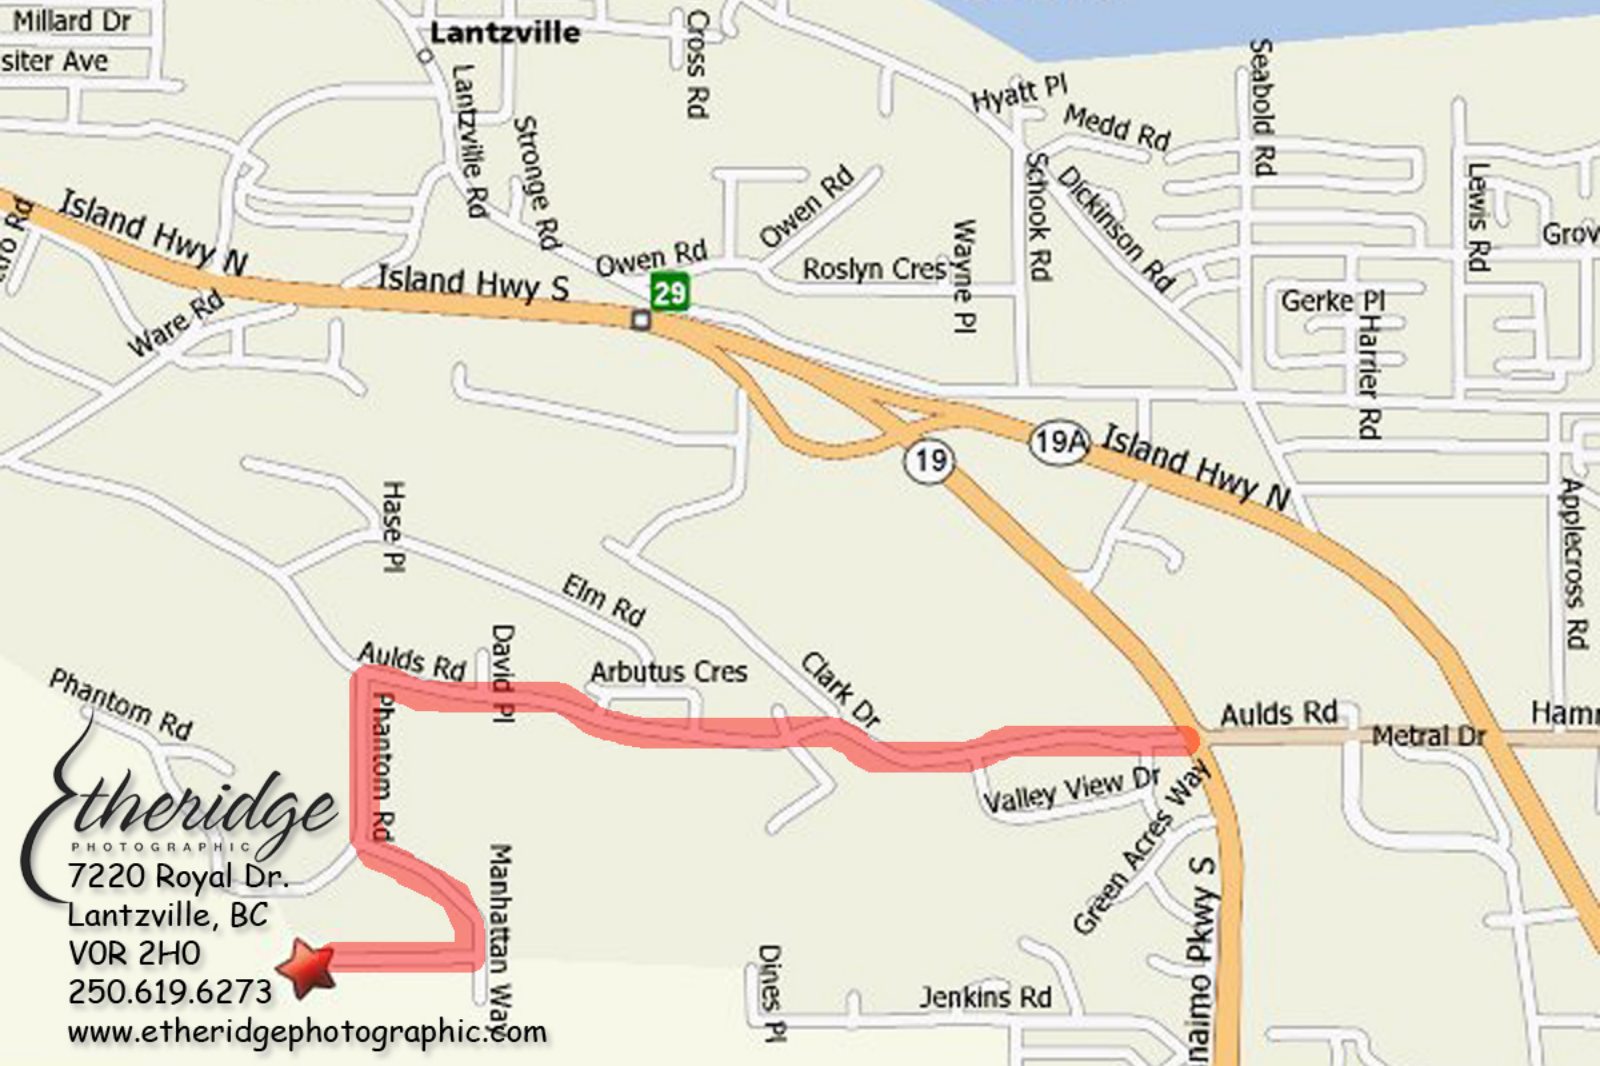 Millard Dr
siter Ave
Lantzville
Cross Rd
Lantzville Rd
Stronge Rd
Hyatt Pl
Medd Rd
Seabold Rd
Schook Rd
Dickinson Rd
Lewis Rd
Grov
Island Hwy N
Island Hwy S
Owen Rd
Owen Rd
29
Roslyn Cres
Wayne Pl
Gerke Pl
Harrier Rd
Ware Rd
19
19A
Island Hwy N
Applecross Rd
Hase Pl
Elm Rd
Aulds Rd
David Pl
Arbutus Cres
Clark Dr
Aulds Rd
Metral Dr
Hamr
Phantom Rd
Phantom Rd
Valley View Dr
Green Acres Way
Manhattan Way
Dines Pl
Jenkins Rd
Pkwy S
Etheridge
PHOTOGRAPHIC
7220 Royal Dr.
Lantzville, BC
V0R 2H0
250.619.6273
www.etheridgephotographic.com